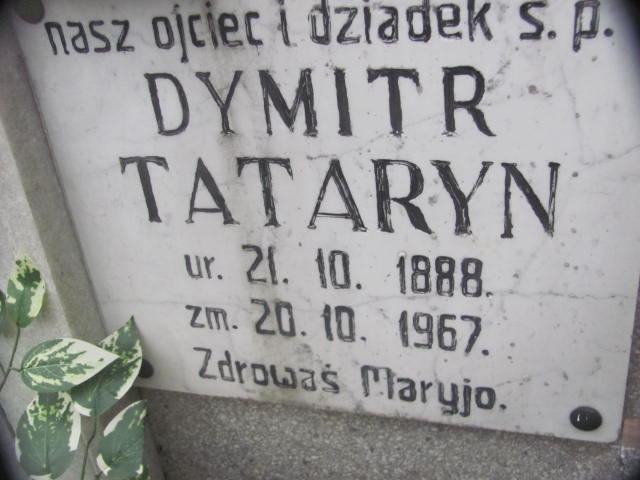 nasz ojciec i dziadek ś. p.
DYMITR
TATARYN
ur. 21. 10. 1888.
zm. 20. 10. 1967.
Zdrowaś Maryjo.